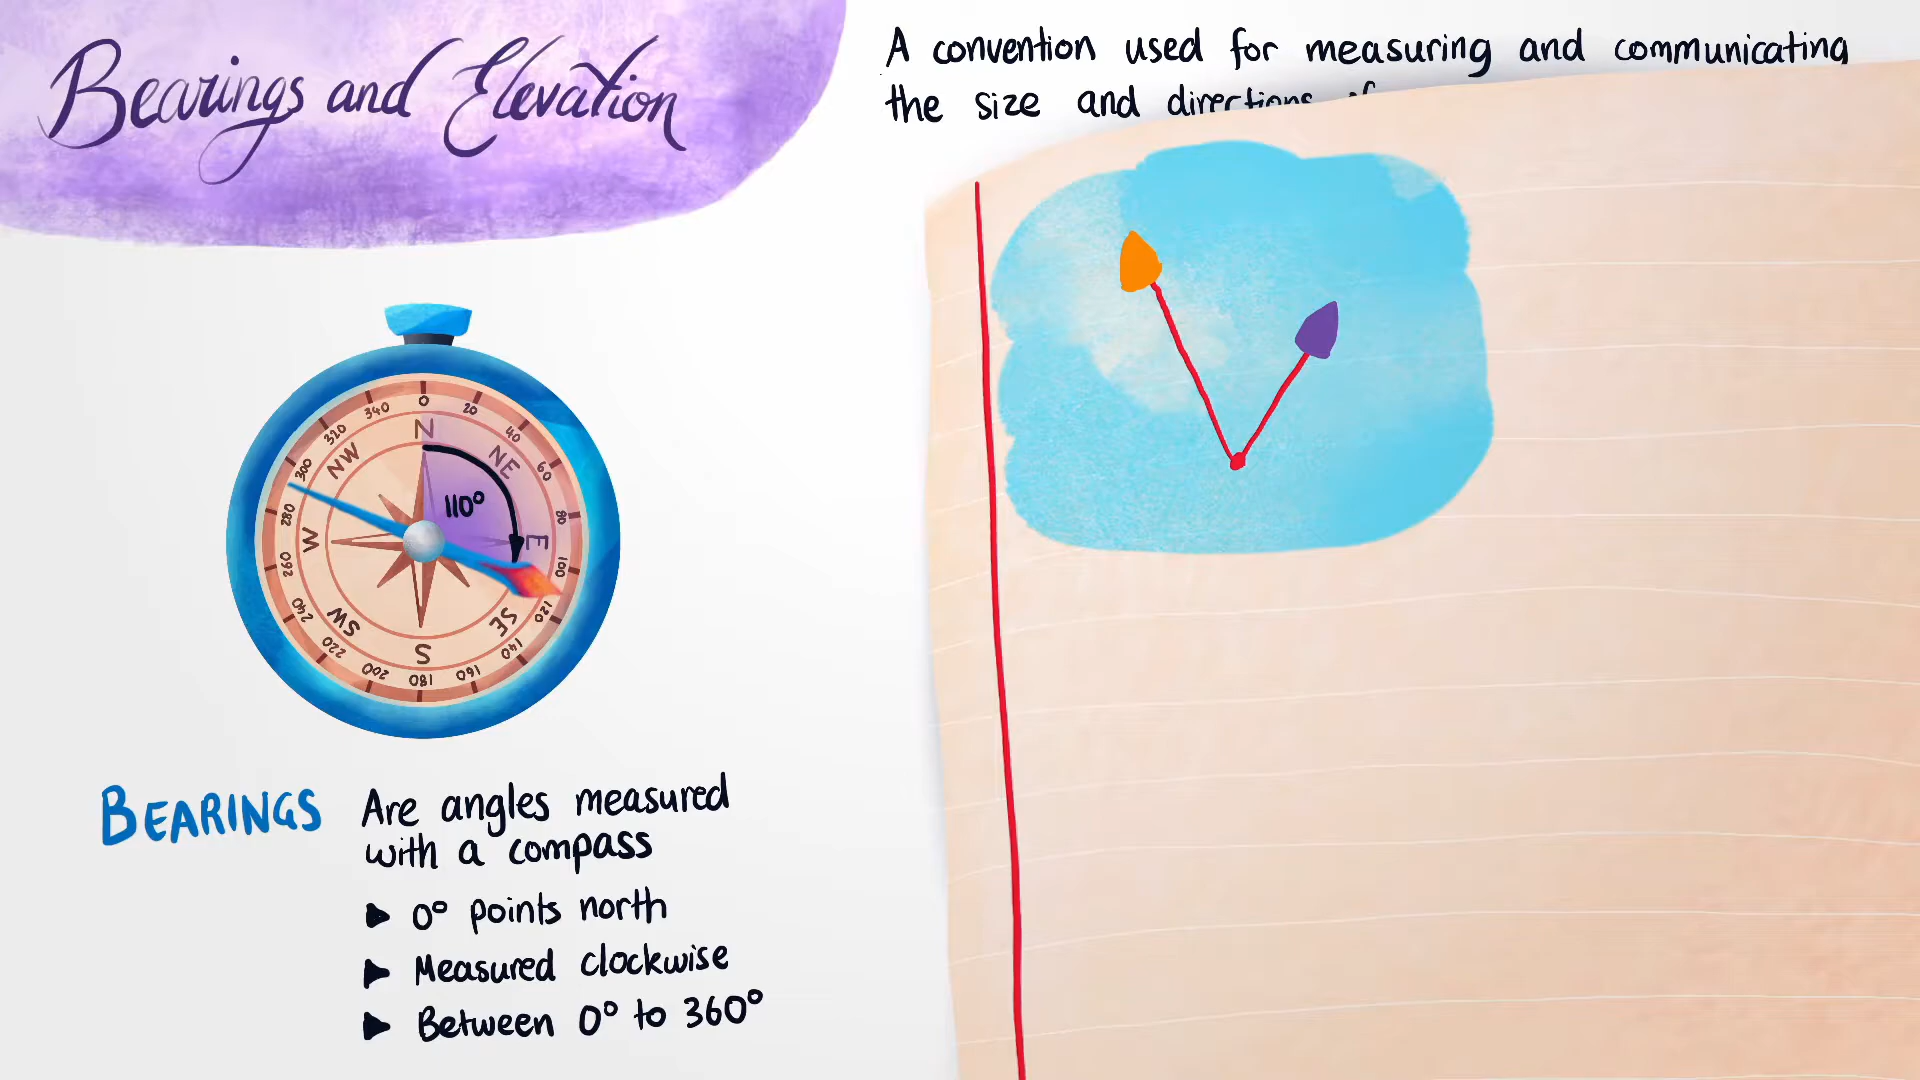 Bearings and Elevation
A convention used for measuring and communicating
the size and directions of
0
20
40
60
80
100
120
140
160
180
200
220
240
260
280
300
320
340
N
NE
E
SE
S
SW
W
NW
110°
BEARINGS
Are angles measured
with a compass
0° points north
Measured clockwise
Between 0° to 360°